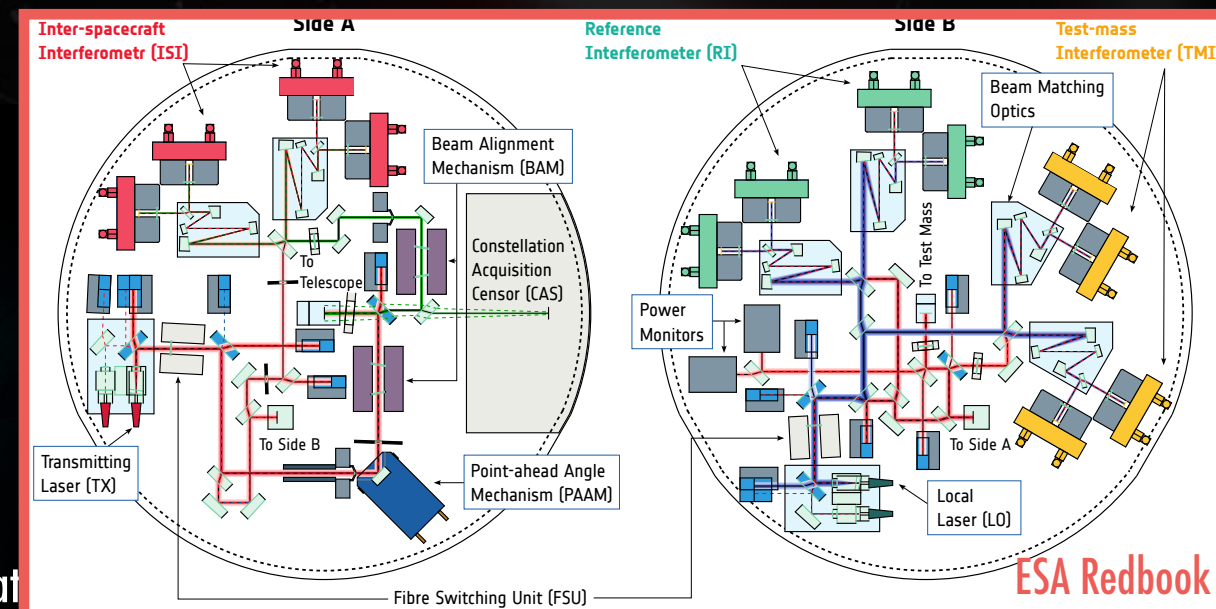 Side A
Side B
Inter-spacecraft
Interferometr (ISI)
Reference
Interferometer (RI)
Test-mass
Interferometer (TMI
Beam Matching
Optics
Beam Alignment
Mechanism (BAM)
To
Telescope
Constellation
Acquisition
Censor (CAS)
To Test Mass
Power
Monitors
To Side B
To Side A
Transmitting
Laser (TX)
Point-ahead Angle
Mechanism (PAAM)
Local
Laser (LO)
Fibre Switching Unit (FSU)
ESA Redbook